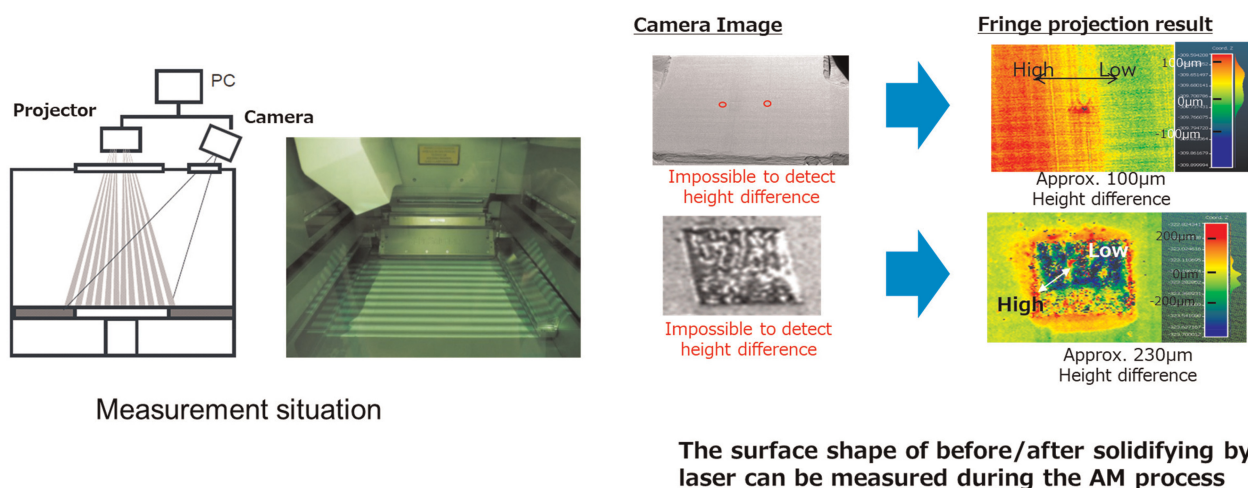 Camera Image
Fringe projection result
PC
Projector
Camera
High
Low
100μm
0μm
-100μm
Impossible to detect
height difference
Approx. 100μm
Height difference
Low
High
200μm
0μm
-200μm
Impossible to detect
height difference
Approx. 230μm
Height difference
Measurement situation
The surface shape of before/after solidifying by
laser can be measured during the AM process